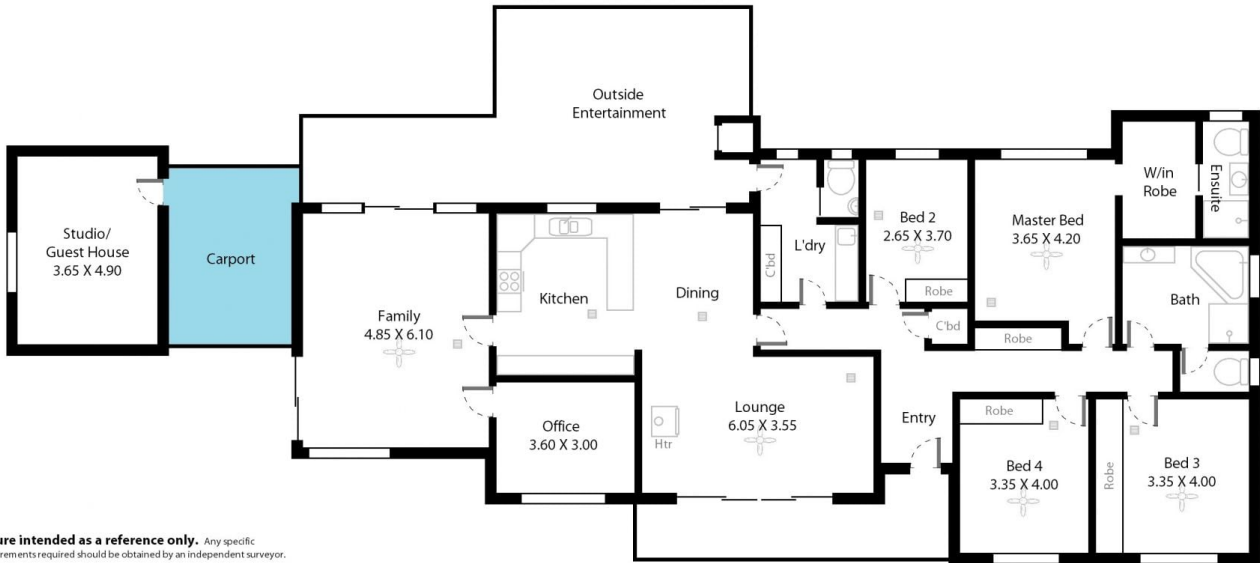 Outside
Entertainment
Studio/
Guest House
3.65 X 4.90
Carport
Family
4.85 X 6.10
Kitchen
Dining
Office
3.60 X 3.00
Lounge
6.05 X 3.55
Htr
C'bd
L'dry
Bed 2
2.65 X 3.70
Robe
C'bd
Master Bed
3.65 X 4.20
Robe
W/in
Robe
Ensuite
Bath
Entry
Robe
Bed 4
3.35 X 4.00
Robe
Bed 3
3.35 X 4.00
ure intended as a reference only. Any specific
rements required should be obtained by an independent surveyor.